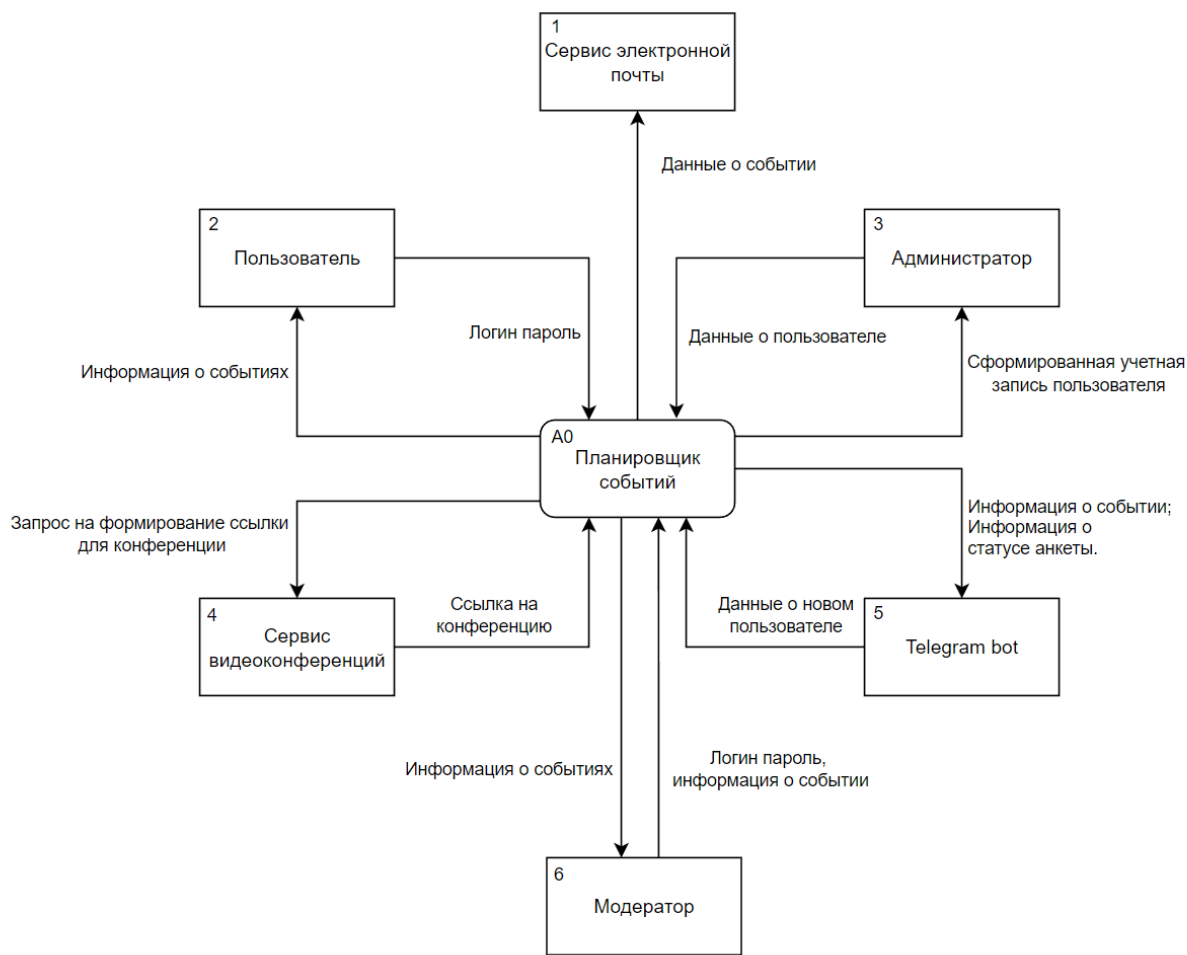 1
Сервис электронной
почты
Данные о событии
2
Пользователь
3
Администратор
Логин пароль
Данные о пользователе
Информация о событиях
Сформированная учетная
запись пользователя
A0
Планировщик
событий
Запрос на формирование ссылки
для конференции
Информация о событии;
Информация о
статусе анкеты.
4
Сервис
видеоконференций
Ссылка на
конференцию
Данные о новом
пользователе
5
Telegram bot
Информация о событиях
Логин пароль,
информация о событии
6
Модератор